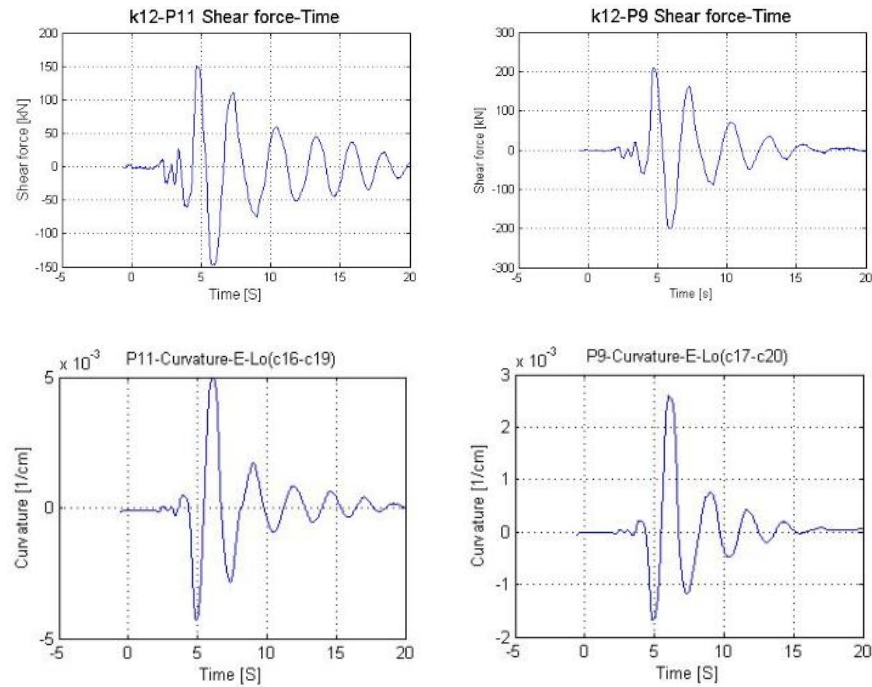 k12-P11 Shear force-Time
200
150
100
50
0
-50
-100
-150
Shear force [kN]
-5 0 5 10 15 20
Time [S]
k12-P9 Shear force-Time
300
200
100
0
-100
-200
-300
Shear force [kN]
-5 0 5 10 15 20
Time [s]
x 10⁻³
P11-Curvature-E-Lo(c16-c19)
5
0
-5
Curvature [1/cm]
-5 0 5 10 15 20
Time [S]
x 10⁻³
P9-Curvature-E-Lo(c17-c20)
3
2
1
0
-1
-2
Curvature [1/cm]
-5 0 5 10 15 20
Time [S]